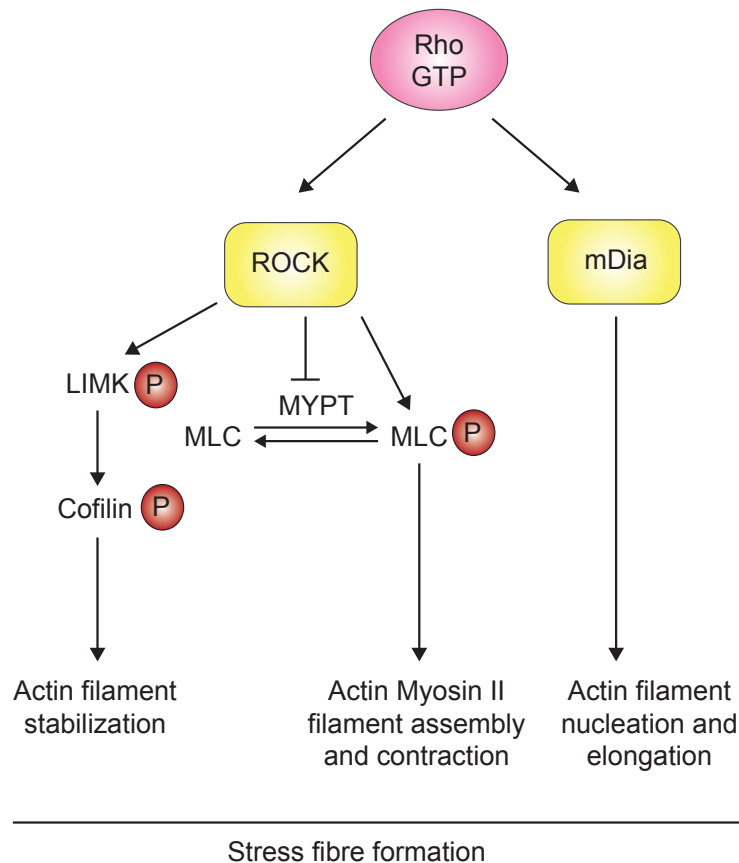 Rho
GTP
ROCK
mDia
LIMK P
MYPT
MLC
MLC P
Cofilin P
Actin filament
stabilization
Actin Myosin II
filament assembly
and contraction
Actin filament
nucleation and
elongation
Stress fibre formation